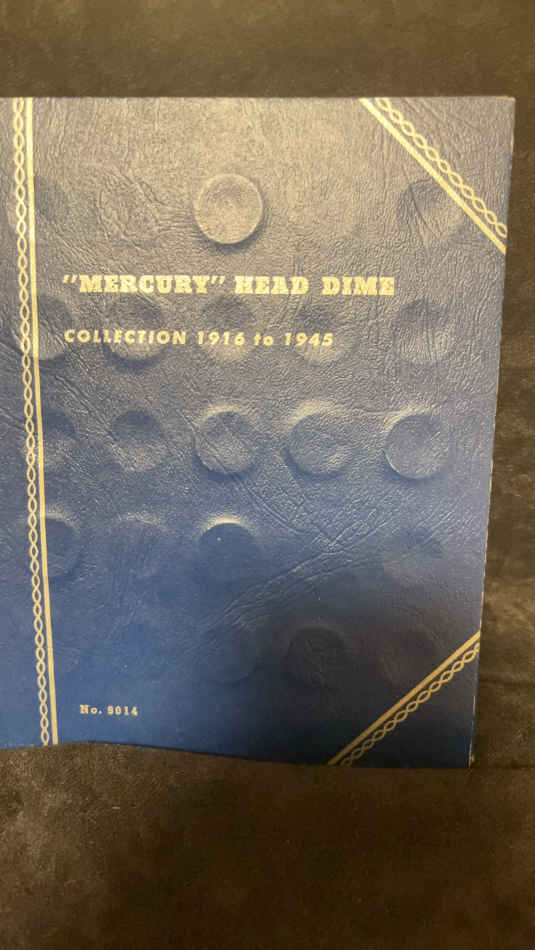 "MERCURY" HEAD DIME
COLLECTION 1916 to 1945
No. 9014